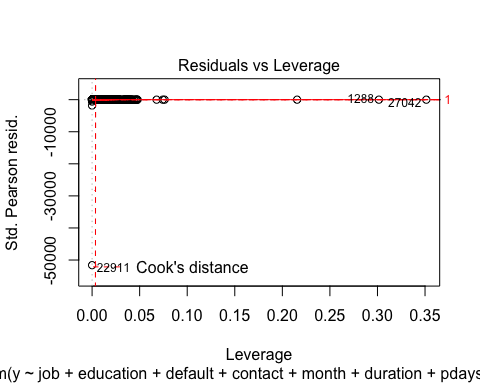 Residuals vs Leverage
Std. Pearson resid.
-10000
-30000
-50000
1288
27042
1
22911
Cook's distance
0.00 0.05 0.10 0.15 0.20 0.25 0.30 0.35
Leverage
m(y ~ job + education + default + contact + month + duration + pdays